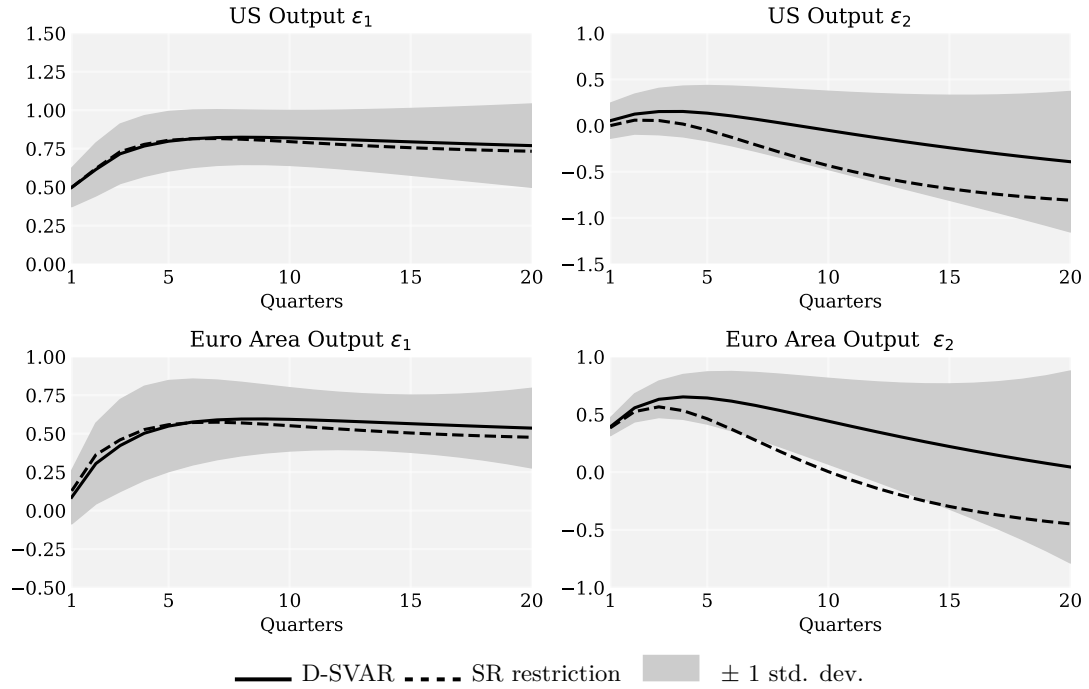 US Output ε₁
1.50
1.25
1.00
0.75
0.50
0.25
0.00
1 5 10 15 20
Quarters
US Output ε₂
1.0
0.5
0.0
−0.5
−1.0
−1.5
1 5 10 15 20
Quarters
Euro Area Output ε₁
1.00
0.75
0.50
0.25
0.00
−0.25
−0.50
1 5 10 15 20
Quarters
Euro Area Output ε₂
1.0
0.5
0.0
−0.5
−1.0
1 5 10 15 20
Quarters
D-SVAR SR restriction ± 1 std. dev.